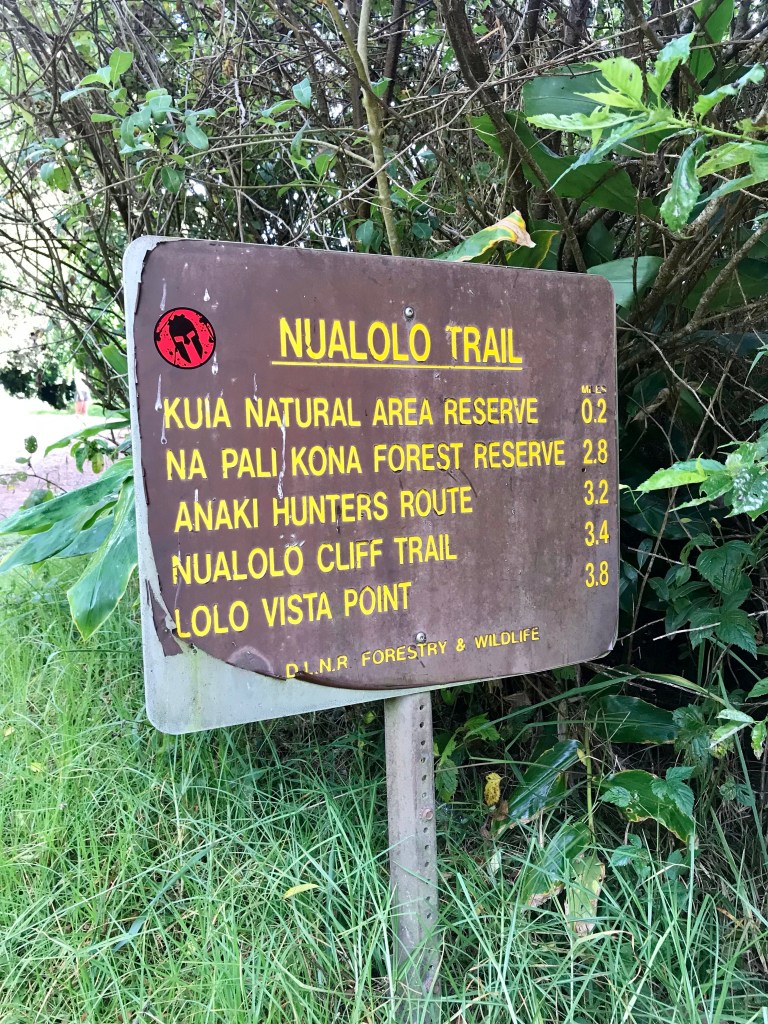 NUALOLO TRAIL
MILES
KUIA NATURAL AREA RESERVE 0.2
NA PALI KONA FOREST RESERVE 2.8
ANAKI HUNTERS ROUTE 3.2
NUALOLO CLIFF TRAIL 3.4
LOLO VISTA POINT 3.8
D.L.N.R FORESTRY & WILDLIFE